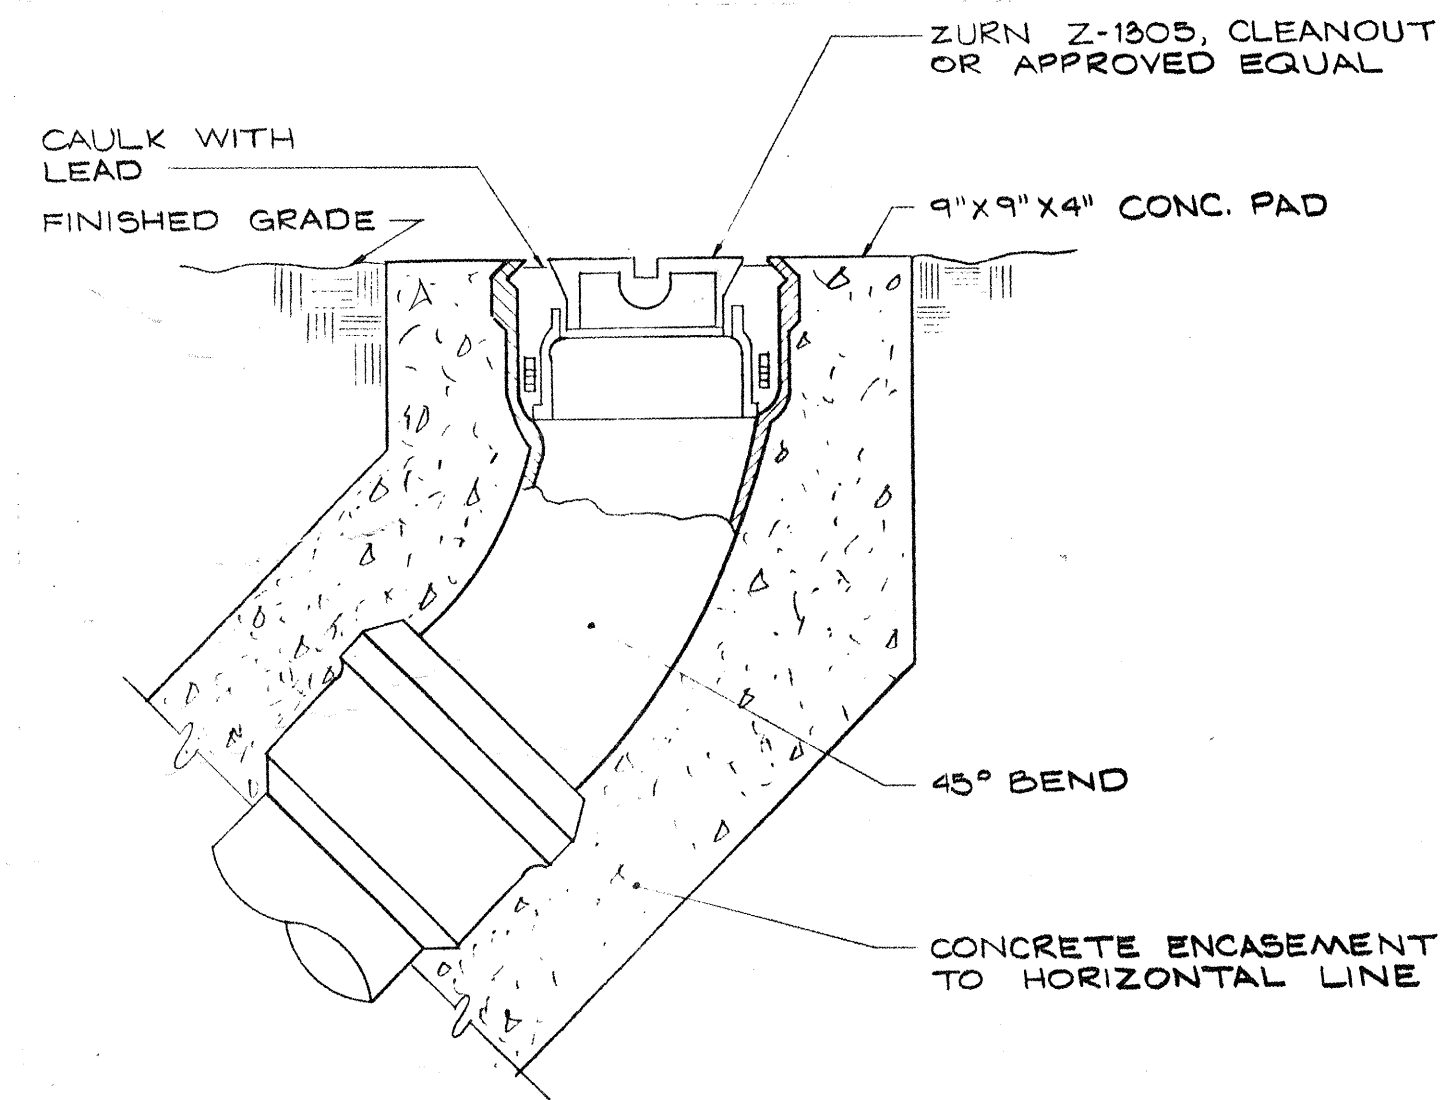 ZURN Z-1305, CLEANOUT
OR APPROVED EQUAL
CAULK WITH
LEAD
FINISHED GRADE
9"X9"X4" CONC. PAD
45° BEND
CONCRETE ENCASEMENT
TO HORIZONTAL LINE